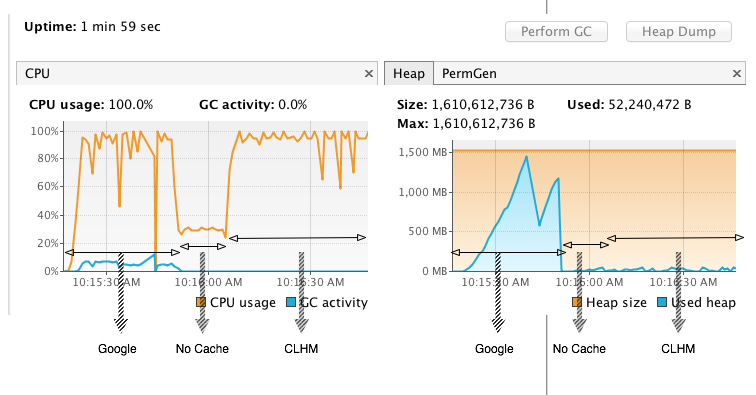 Uptime: 1 min 59 sec
Perform GC
Heap Dump
CPU
×
Heap
PermGen
×
CPU usage: 100.0%
GC activity: 0.0%
100%
80%
60%
40%
20%
0%
10:15:30 AM
10:16:00 AM
10:16:30 AM
CPU usage
GC activity
Google
No Cache
CLHM
Size: 1,610,612,736 B
Used: 52,240,472 B
Max: 1,610,612,736 B
1,500 MB
1,000 MB
500 MB
0 MB
10:15:30 AM
10:16:00 AM
10:16:30 AM
Heap size
Used heap
Google
No Cache
CLHM